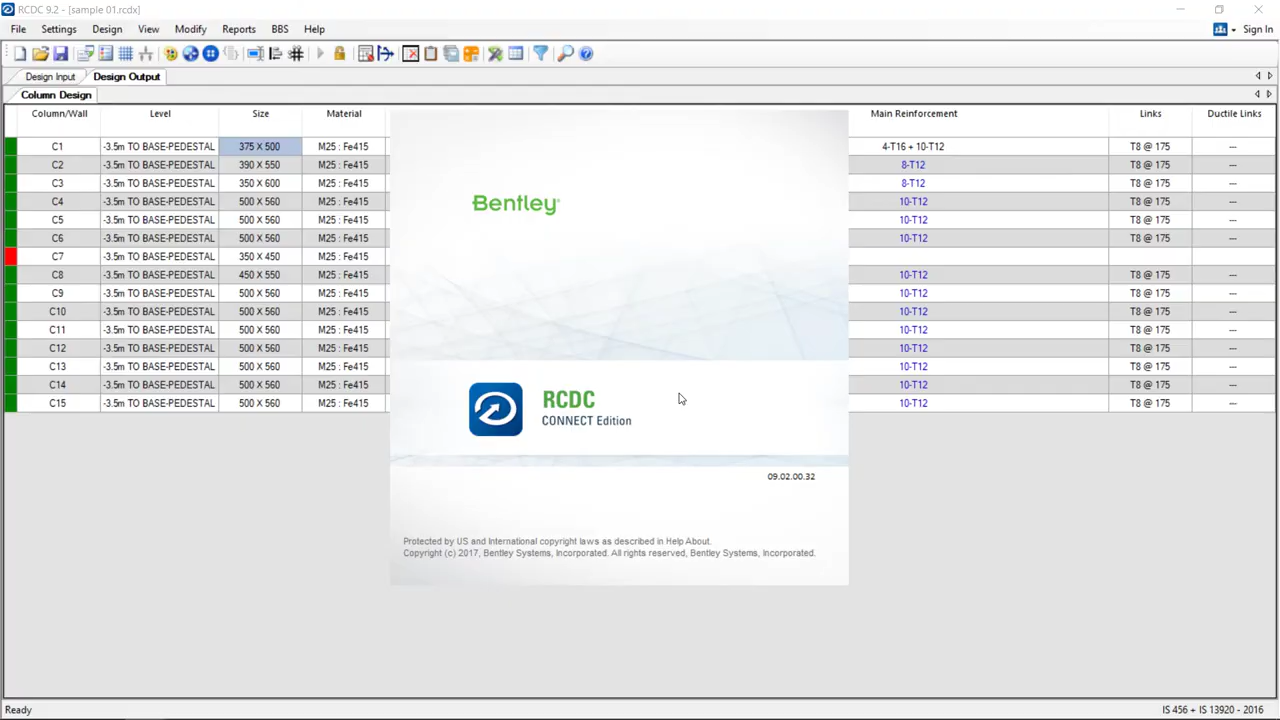 RCDC 9.2 - [sample 01.rcdx]
File Settings Design View Modify Reports BBS Help Sign In
Design Input Design Output
Column Design
Column/Wall Level Size Material Main Reinforcement Links Ductile Links
C1 -3.5m TO BASE-PEDESTAL 375 X 500 M25 : Fe415 4-T16 + 10-T12 T8 @ 175 ---
C2 -3.5m TO BASE-PEDESTAL 390 X 550 M25 : Fe415 8-T12 T8 @ 175 ---
C3 -3.5m TO BASE-PEDESTAL 350 X 600 M25 : Fe415 8-T12 T8 @ 175 ---
C4 -3.5m TO BASE-PEDESTAL 500 X 560 M25 : Fe415 10-T12 T8 @ 175 ---
C5 -3.5m TO BASE-PEDESTAL 500 X 560 M25 : Fe415 10-T12 T8 @ 175 ---
C6 -3.5m TO BASE-PEDESTAL 500 X 560 M25 : Fe415 10-T12 T8 @ 175 ---
C7 -3.5m TO BASE-PEDESTAL 350 X 450 M25 : Fe415 T8 @ 175 ---
C8 -3.5m TO BASE-PEDESTAL 450 X 550 M25 : Fe415 10-T12 T8 @ 175 ---
C9 -3.5m TO BASE-PEDESTAL 500 X 560 M25 : Fe415 10-T12 T8 @ 175 ---
C10 -3.5m TO BASE-PEDESTAL 500 X 560 M25 : Fe415 10-T12 T8 @ 175 ---
C11 -3.5m TO BASE-PEDESTAL 500 X 560 M25 : Fe415 10-T12 T8 @ 175 ---
C12 -3.5m TO BASE-PEDESTAL 500 X 560 M25 : Fe415 10-T12 T8 @ 175 ---
C13 -3.5m TO BASE-PEDESTAL 500 X 560 M25 : Fe415 10-T12 T8 @ 175 ---
C14 -3.5m TO BASE-PEDESTAL 500 X 560 M25 : Fe415 10-T12 T8 @ 175 ---
C15 -3.5m TO BASE-PEDESTAL 500 X 560 M25 : Fe415 10-T12 T8 @ 175 ---
Bentley
RCDC
CONNECT Edition
09.02.00.32
Protected by US and International copyright laws as described in Help About.
Copyright (c) 2017, Bentley Systems, Incorporated. All rights reserved, Bentley Systems, Incorporated.
Ready IS 456 + IS 13920 - 2016